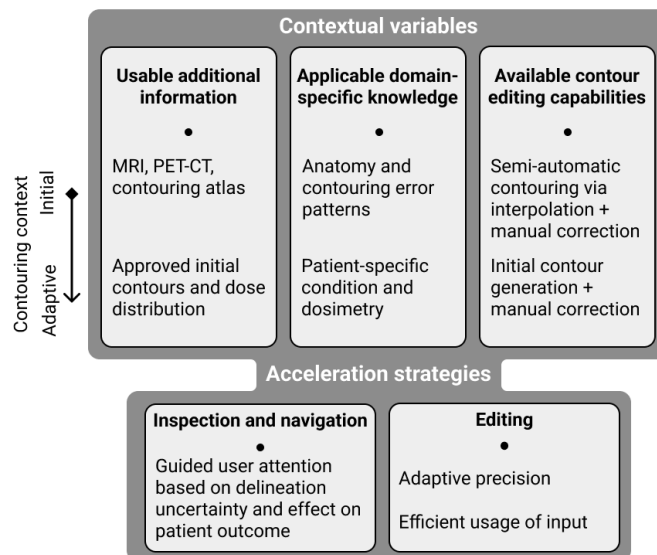 Contextual variables
Usable additional
information
•
MRI, PET-CT,
contouring atlas
Approved initial
contours and dose
distribution
Applicable domain-
specific knowledge
•
Anatomy and
contouring error
patterns
Patient-specific
condition and
dosimetry
Available contour
editing capabilities
•
Semi-automatic
contouring via
interpolation +
manual correction
Initial contour
generation +
manual correction
Contouring context
Initial
Adaptive
Acceleration strategies
Inspection and navigation
•
Guided user attention
based on delineation
uncertainty and effect on
patient outcome
Editing
•
Adaptive precision
Efficient usage of input